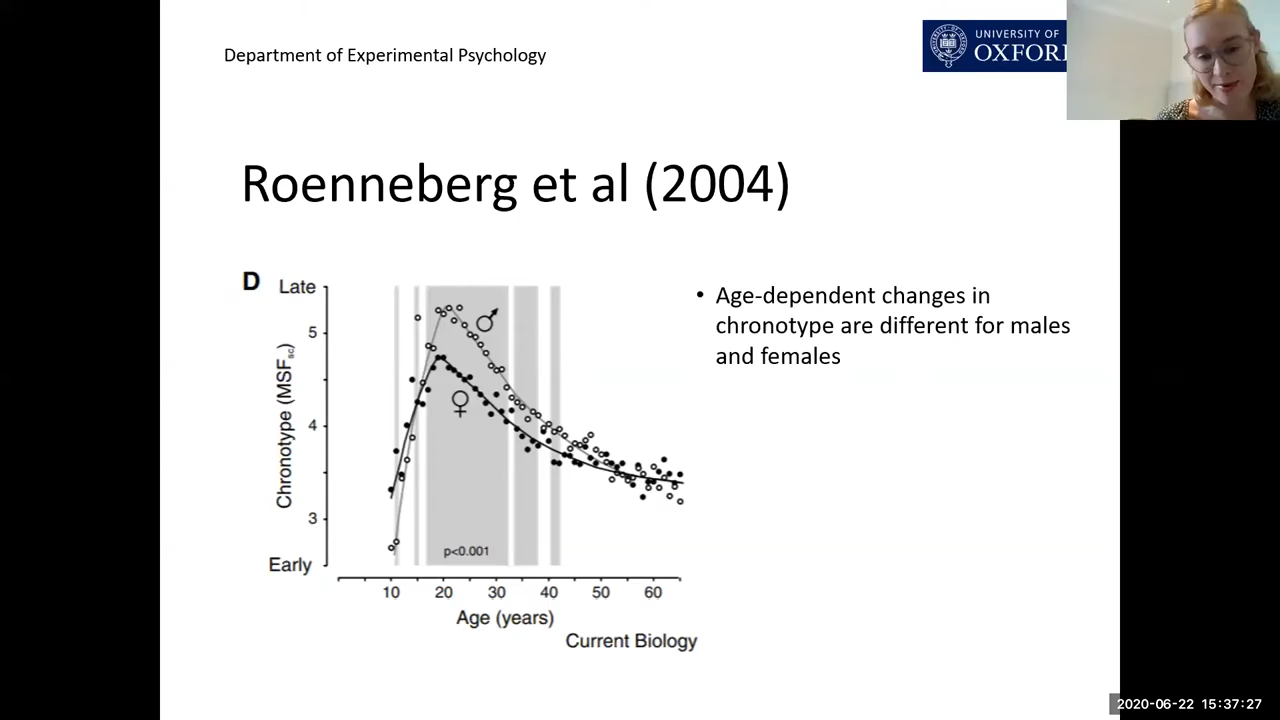 Department of Experimental Psychology
UNIVERSITY OF
OXFOR
Roenneberg et al (2004)
D
Late
5
4
3
Early
Chronotype (MSFsc)
♂
♀
p<0.001
10 20 30 40 50 60
Age (years)
Current Biology
• Age-dependent changes in
chronotype are different for males
and females
2020-06-22 15:37:27